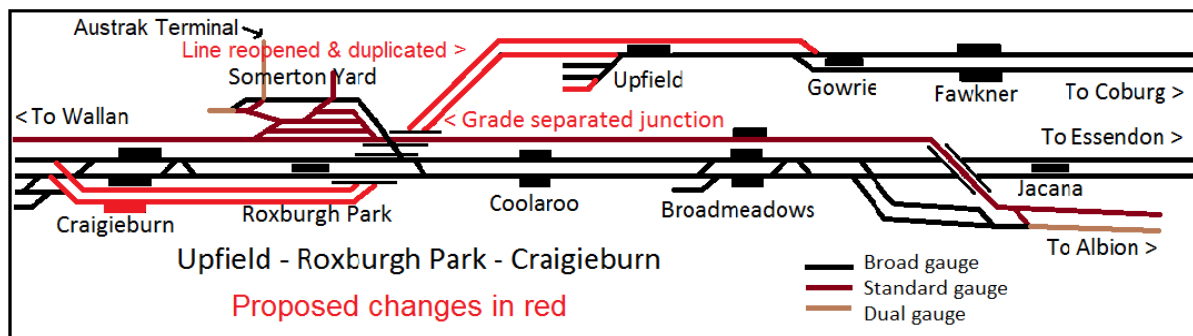 Austrak Terminal
Line reopened & duplicated >
Somerton Yard
Upfield
Gowrie
Fawkner
To Coburg >
< To Wallan
< Grade separated junction
To Essendon >
Craigieburn
Roxburgh Park
Coolaroo
Broadmeadows
Jacana
To Albion >
Upfield - Roxburgh Park - Craigieburn
Proposed changes in red
Broad gauge
Standard gauge
Dual gauge